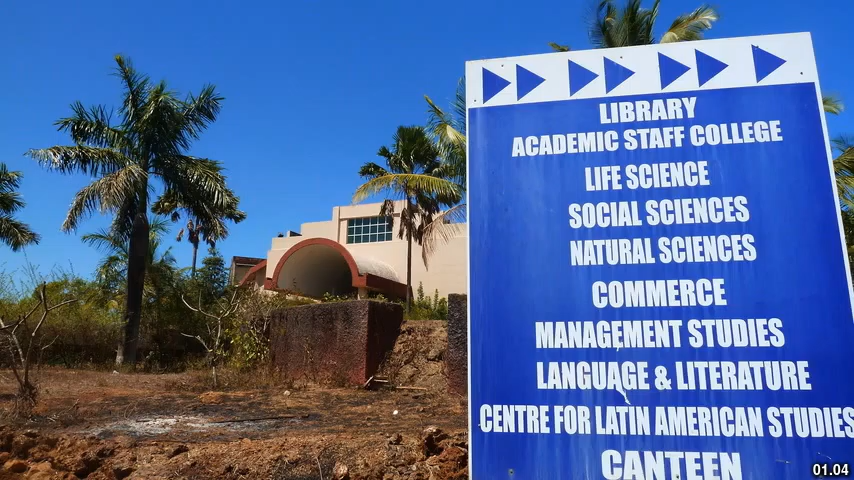 LIBRARY
ACADEMIC STAFF COLLEGE
LIFE SCIENCE
SOCIAL SCIENCES
NATURAL SCIENCES
COMMERCE
MANAGEMENT STUDIES
LANGUAGE & LITERATURE
CENTRE FOR LATIN AMERICAN STUDIES
CANTEEN
01.04